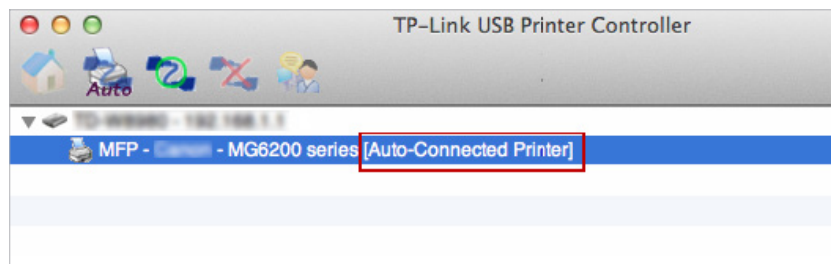 TP-Link USB Printer Controller
Auto
MFP - - MG6200 series [Auto-Connected Printer]